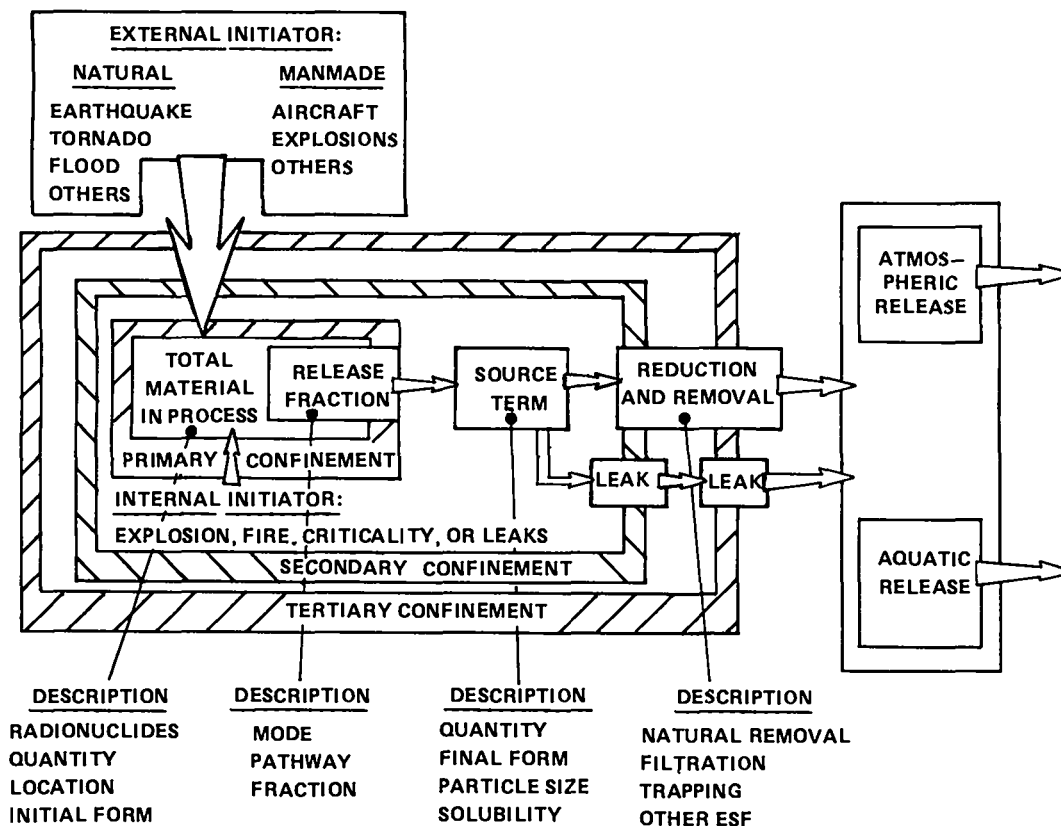 EXTERNAL INITIATOR:
NATURAL
EARTHQUAKE
TORNADO
FLOOD
OTHERS
MANMADE
AIRCRAFT
EXPLOSIONS
OTHERS
TOTAL
MATERIAL
IN PROCESS
RELEASE
FRACTION
PRIMARY CONFINEMENT
INTERNAL INITIATOR:
EXPLOSION, FIRE, CRITICALITY, OR LEAKS
SECONDARY CONFINEMENT
TERTIARY CONFINEMENT
SOURCE
TERM
REDUCTION
AND REMOVAL
LEAK
LEAK
ATMOS-
PHERIC
RELEASE
AQUATIC
RELEASE
DESCRIPTION
RADIONUCLIDES
QUANTITY
LOCATION
INITIAL FORM
DESCRIPTION
MODE
PATHWAY
FRACTION
DESCRIPTION
QUANTITY
FINAL FORM
PARTICLE SIZE
SOLUBILITY
DESCRIPTION
NATURAL REMOVAL
FILTRATION
TRAPPING
OTHER ESF